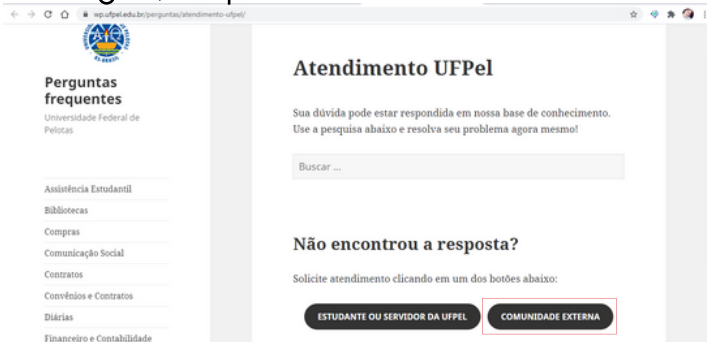 wp.ufpel.edu.br/perguntas/atendimento-ufpel/
Perguntas
frequentes
Universidade Federal de
Pelotas
Assistência Estudantil
Bibliotecas
Compras
Comunicação Social
Contratos
Convênios e Contratos
Diárias
Financeiro e Contabilidade
Atendimento UFPel
Sua dúvida pode estar respondida em nossa base de conhecimento.
Use a pesquisa abaixo e resolva seu problema agora mesmo!
Buscar ...
Não encontrou a resposta?
Solicite atendimento clicando em um dos botões abaixo:
ESTUDANTE OU SERVIDOR DA UFPEL
COMUNIDADE EXTERNA